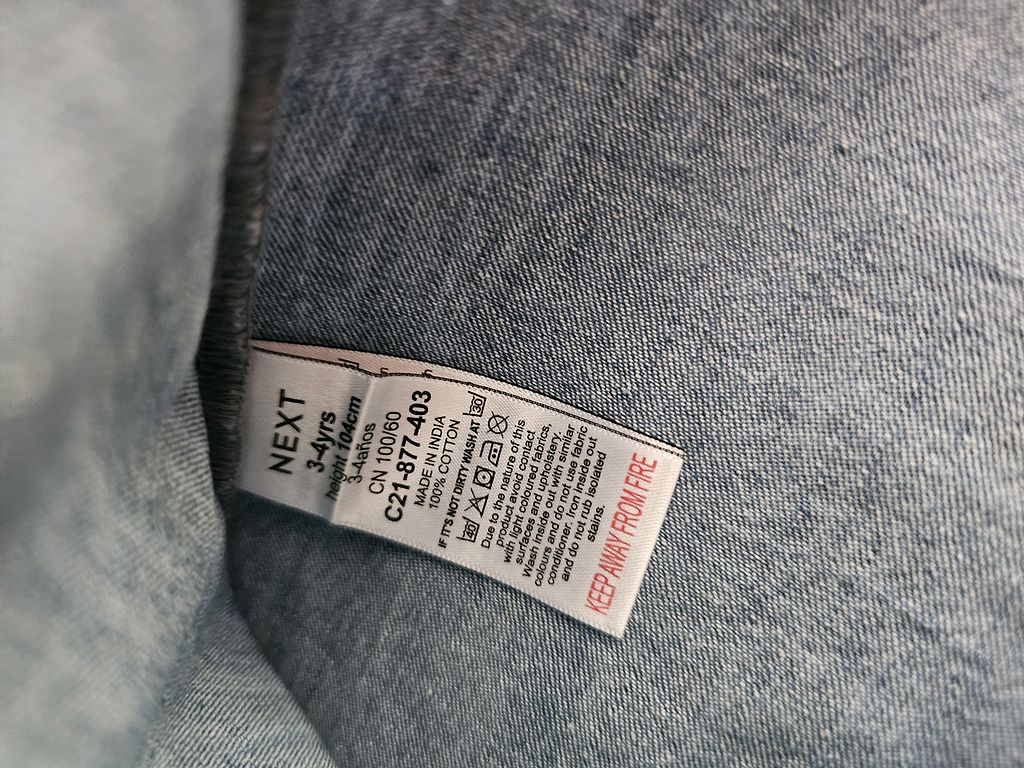 NEXT
3-4yrs
height 104cm
3-4años
CN 100/60
C21-877-403
MADE IN INDIA
100% COTTON
IF IT'S NOT DIRTY WASH AT 30
40
Due to the nature of this
product avoid contact
with light coloured fabrics,
surfaces and upholstery.
Wash inside out with similar
colours and do not use fabric
conditioner. Iron inside out
and do not rub isolated
stains.
KEEP AWAY FROM FIRE